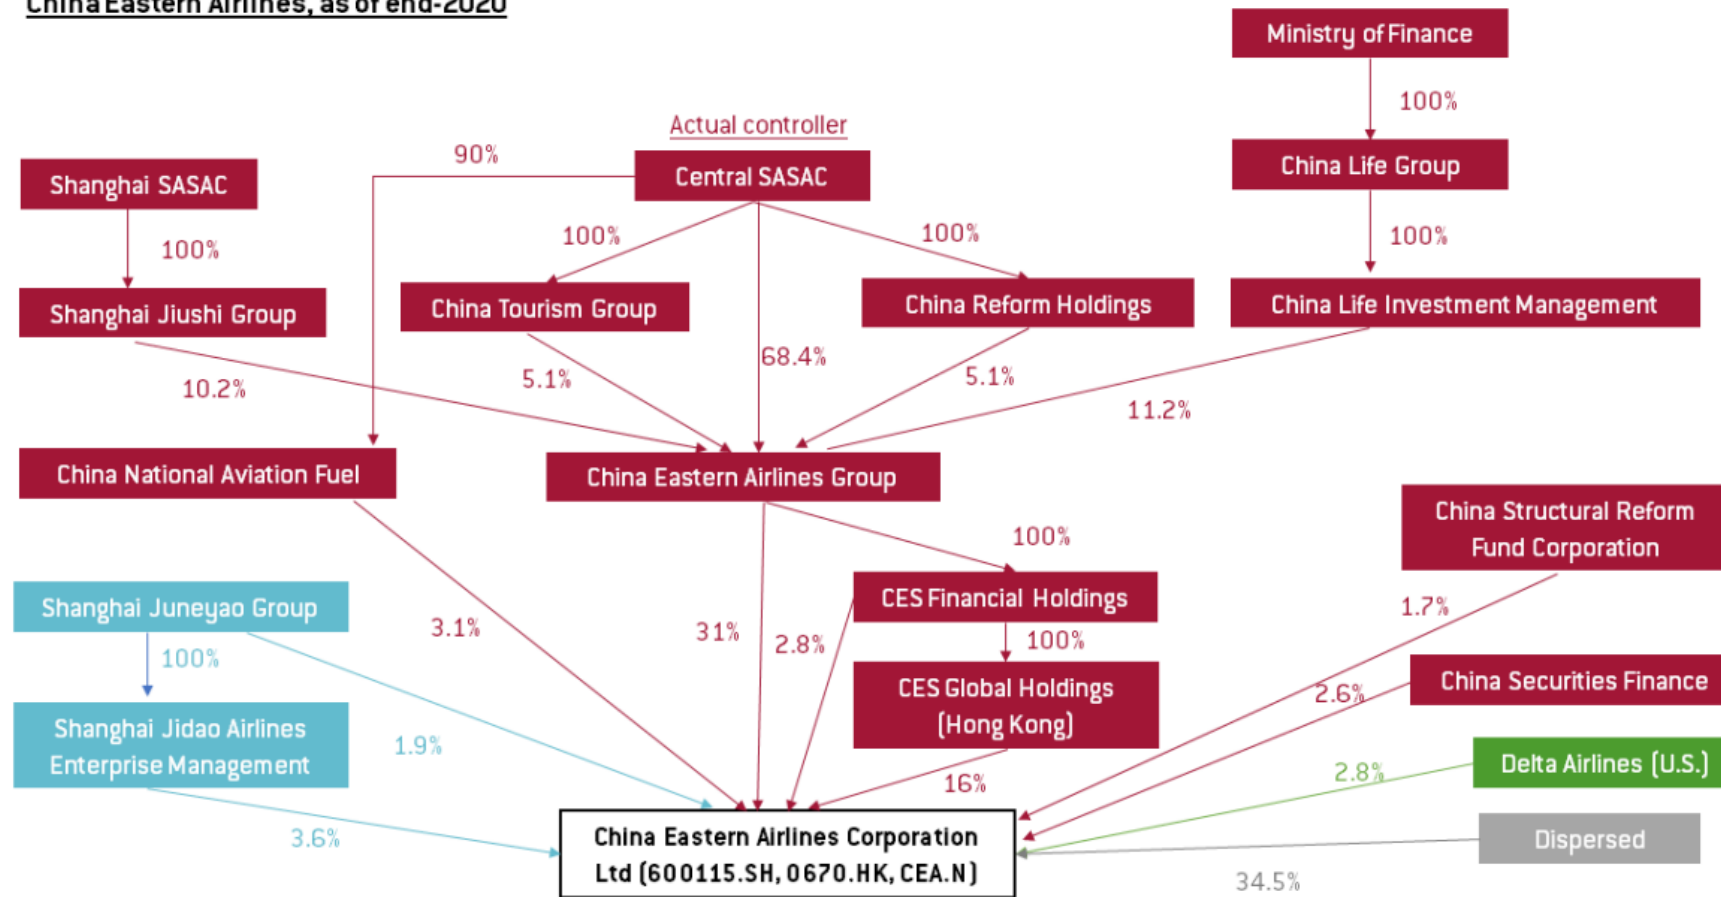 China Eastern Airlines, as of end-2020
Ministry of Finance
100%
Actual controller
90%
Central SASAC
China Life Group
Shanghai SASAC
100%
100%
100%
100%
China Tourism Group
China Reform Holdings
China Life Investment Management
Shanghai Jiushi Group
68.4%
10.2%
5.1%
5.1%
11.2%
China National Aviation Fuel
China Eastern Airlines Group
China Structural Reform
Fund Corporation
100%
CES Financial Holdings
Shanghai Juneyao Group
1.7%
3.1%
31%
2.8%
100%
100%
China Securities Finance
CES Global Holdings
(Hong Kong)
2.6%
Shanghai Jidao Airlines
Enterprise Management
1.9%
Delta Airlines (U.S.)
2.8%
16%
3.6%
China Eastern Airlines Corporation
Ltd (600115.SH, 0670.HK, CEA.N)
Dispersed
34.5%